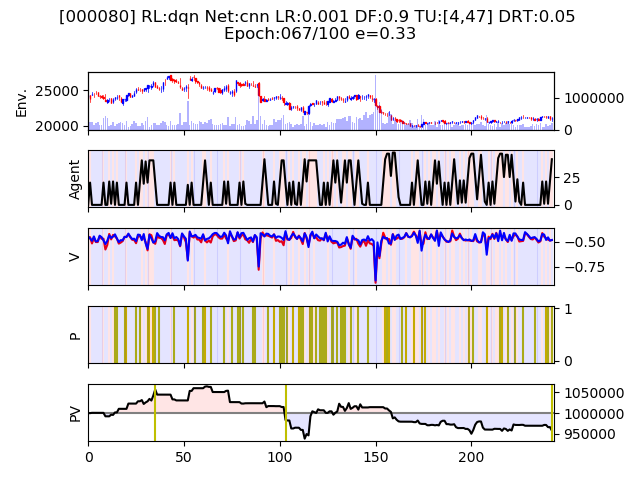 [000080] RL:dqn Net:cnn LR:0.001 DF:0.9 TU:[4,47] DRT:0.05
Epoch:067/100 e=0.33
Env.
25000
20000
1000000
0
Agent
25
0
V
−0.50
−0.75
P
1
0
PV
1050000
1000000
950000
0
50
100
150
200